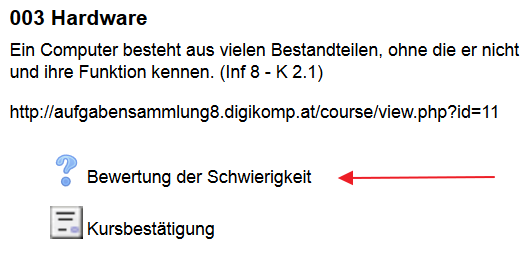 003 Hardware
Ein Computer besteht aus vielen Bestandteilen, ohne die er nicht
und ihre Funktion kennen. (Inf 8 - K 2.1)
http://aufgabensammlung8.digikomp.at/course/view.php?id=11
Bewertung der Schwierigkeit
Kursbestätigung